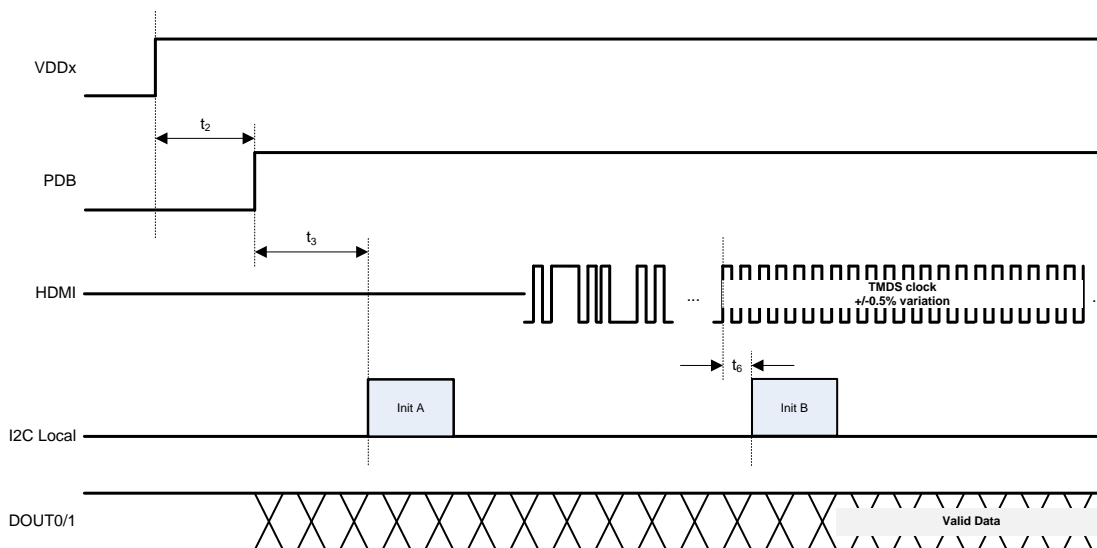 VDDx
t2
PDB
t3
HDMI
...
TMDS clock
+/-0.5% variation
...
t6
Init A
Init B
I2C Local
DOUT0/1
Valid Data